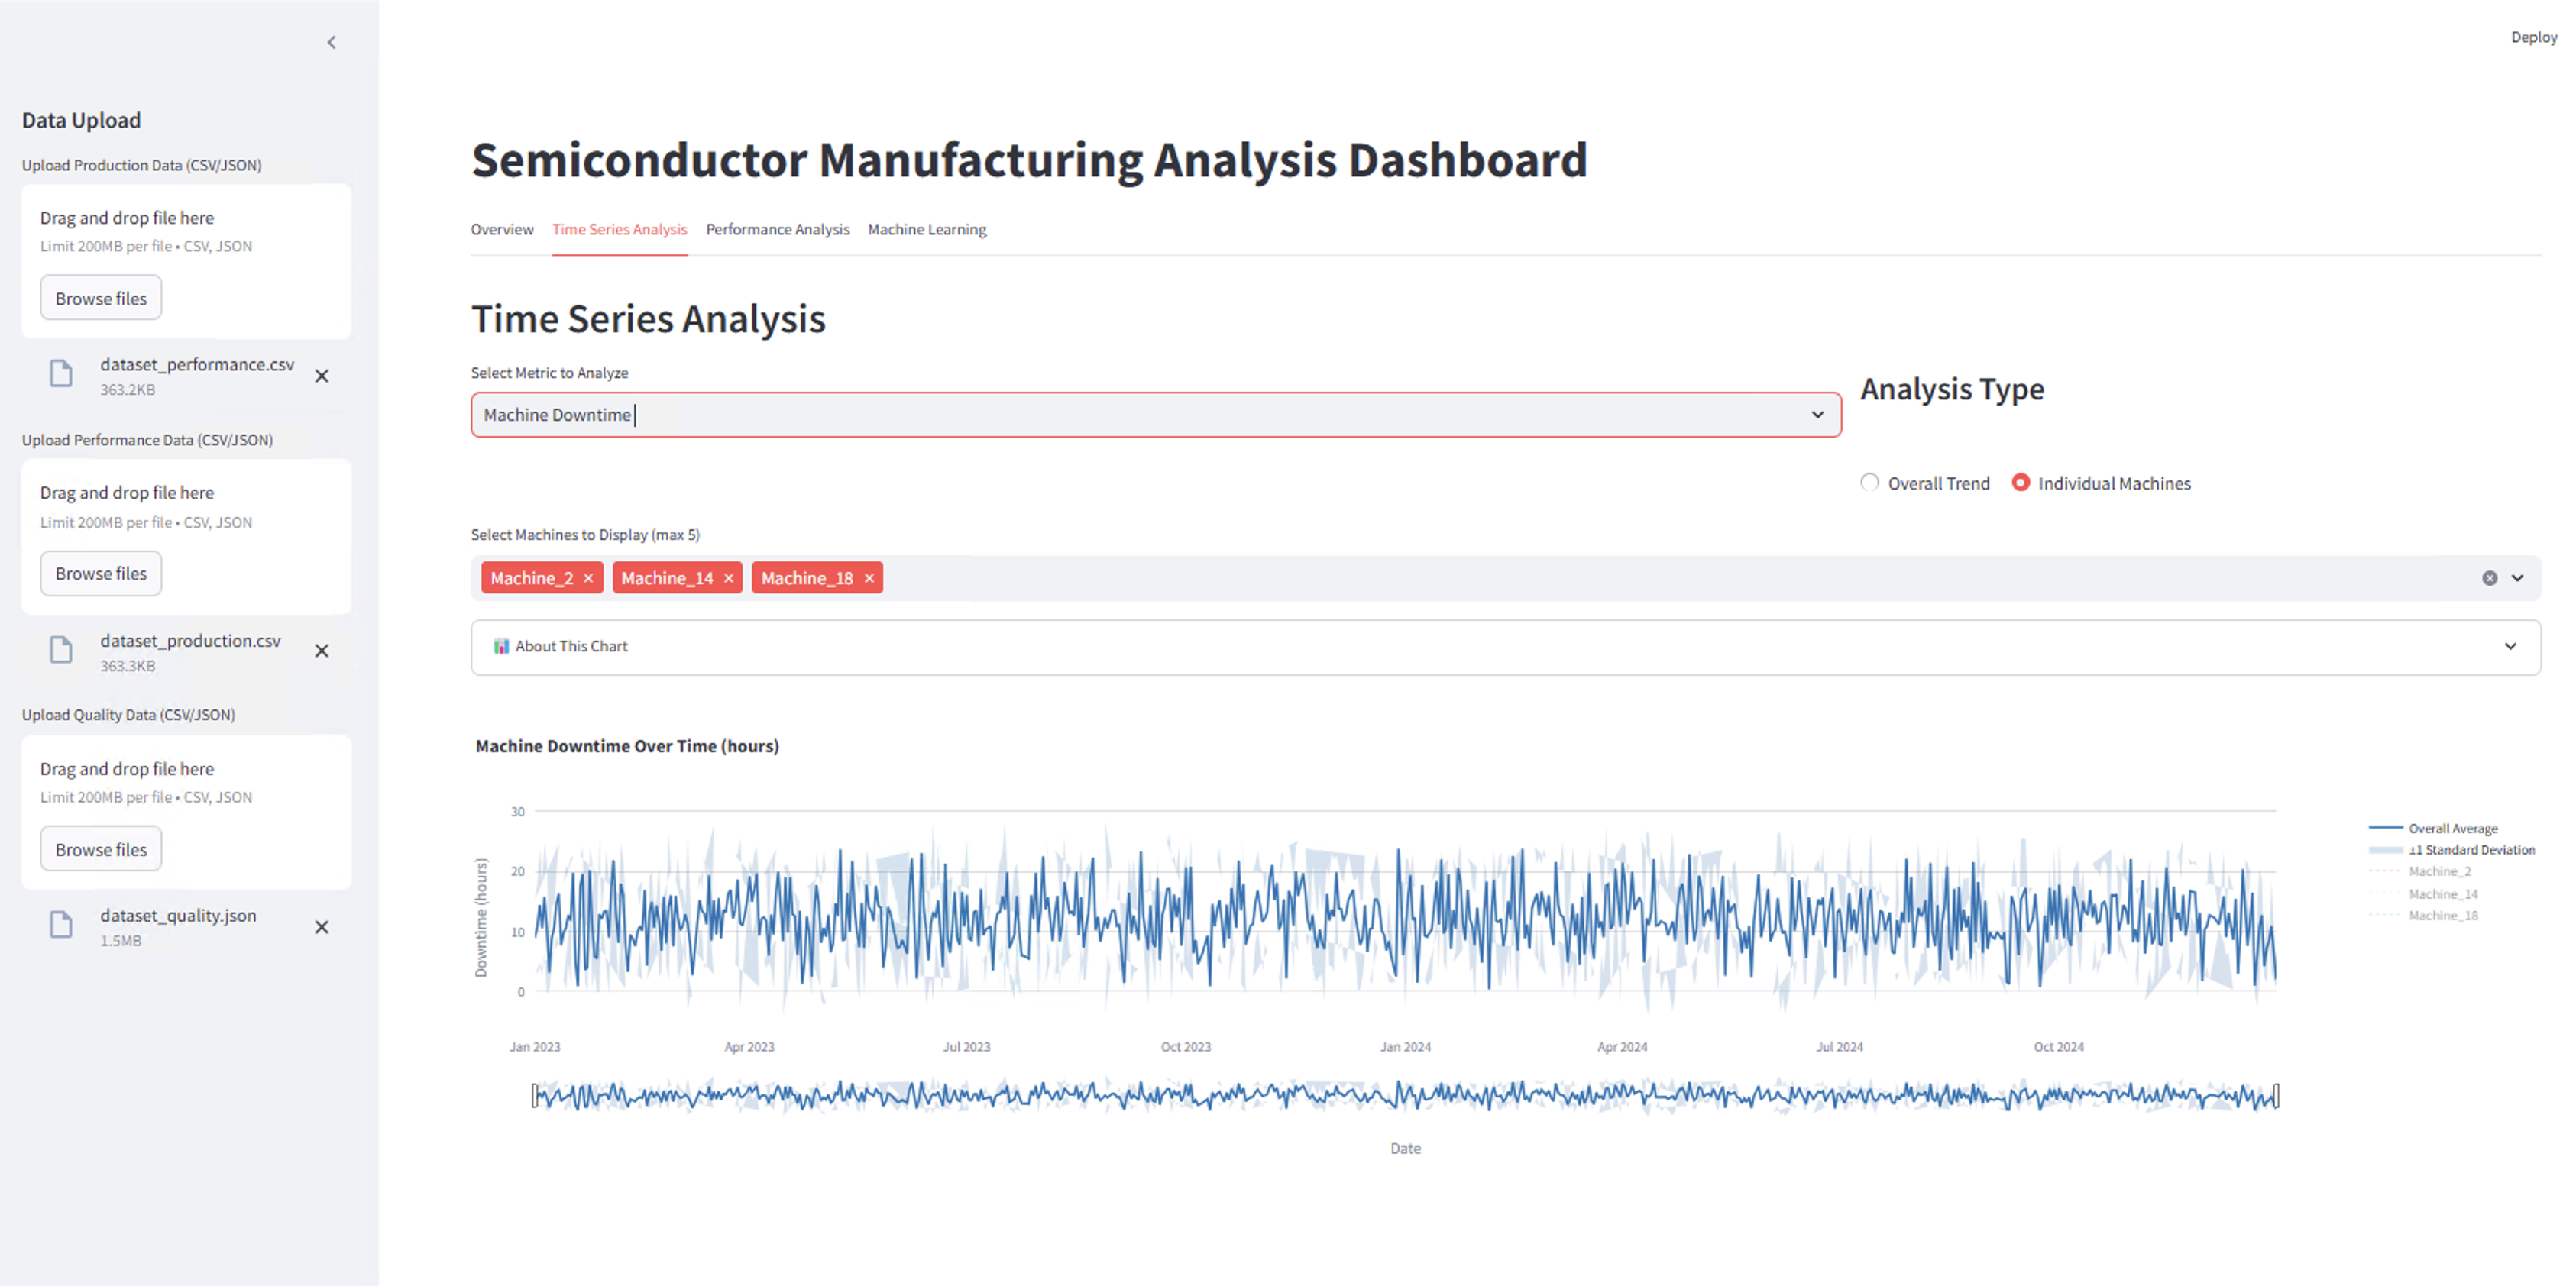 Deploy
Data Upload
Upload Production Data (CSV/JSON)
Drag and drop file here
Limit 200MB per file • CSV, JSON
Browse files
dataset_performance.csv
363.2KB
Upload Performance Data (CSV/JSON)
Drag and drop file here
Limit 200MB per file • CSV, JSON
Browse files
dataset_production.csv
363.3KB
Upload Quality Data (CSV/JSON)
Drag and drop file here
Limit 200MB per file • CSV, JSON
Browse files
dataset_quality.json
1.5MB
Semiconductor Manufacturing Analysis Dashboard
Overview Time Series Analysis Performance Analysis Machine Learning
Time Series Analysis
Select Metric to Analyze
Machine Downtime
Analysis Type
Overall Trend Individual Machines
Select Machines to Display (max 5)
Machine_2 Machine_14 Machine_18
About This Chart
Machine Downtime Over Time (hours)
Downtime (hours)
30
20
10
0
Jan 2023 Apr 2023 Jul 2023 Oct 2023 Jan 2024 Apr 2024 Jul 2024 Oct 2024
Date
Overall Average
±1 Standard Deviation
Machine_2
Machine_14
Machine_18